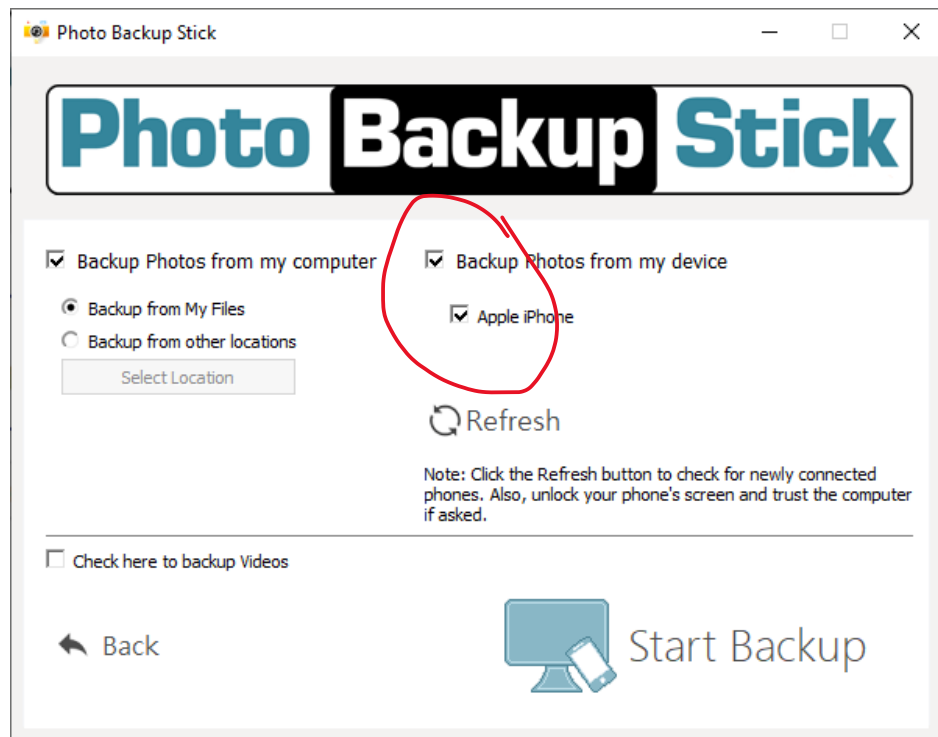 Photo Backup Stick
Photo Backup Stick
Backup Photos from my computer
Backup from My Files
Backup from other locations
Select Location
Backup Photos from my device
Apple iPhone
Refresh
Note: Click the Refresh button to check for newly connected
phones. Also, unlock your phone's screen and trust the computer
if asked.
Check here to backup Videos
Back
Start Backup